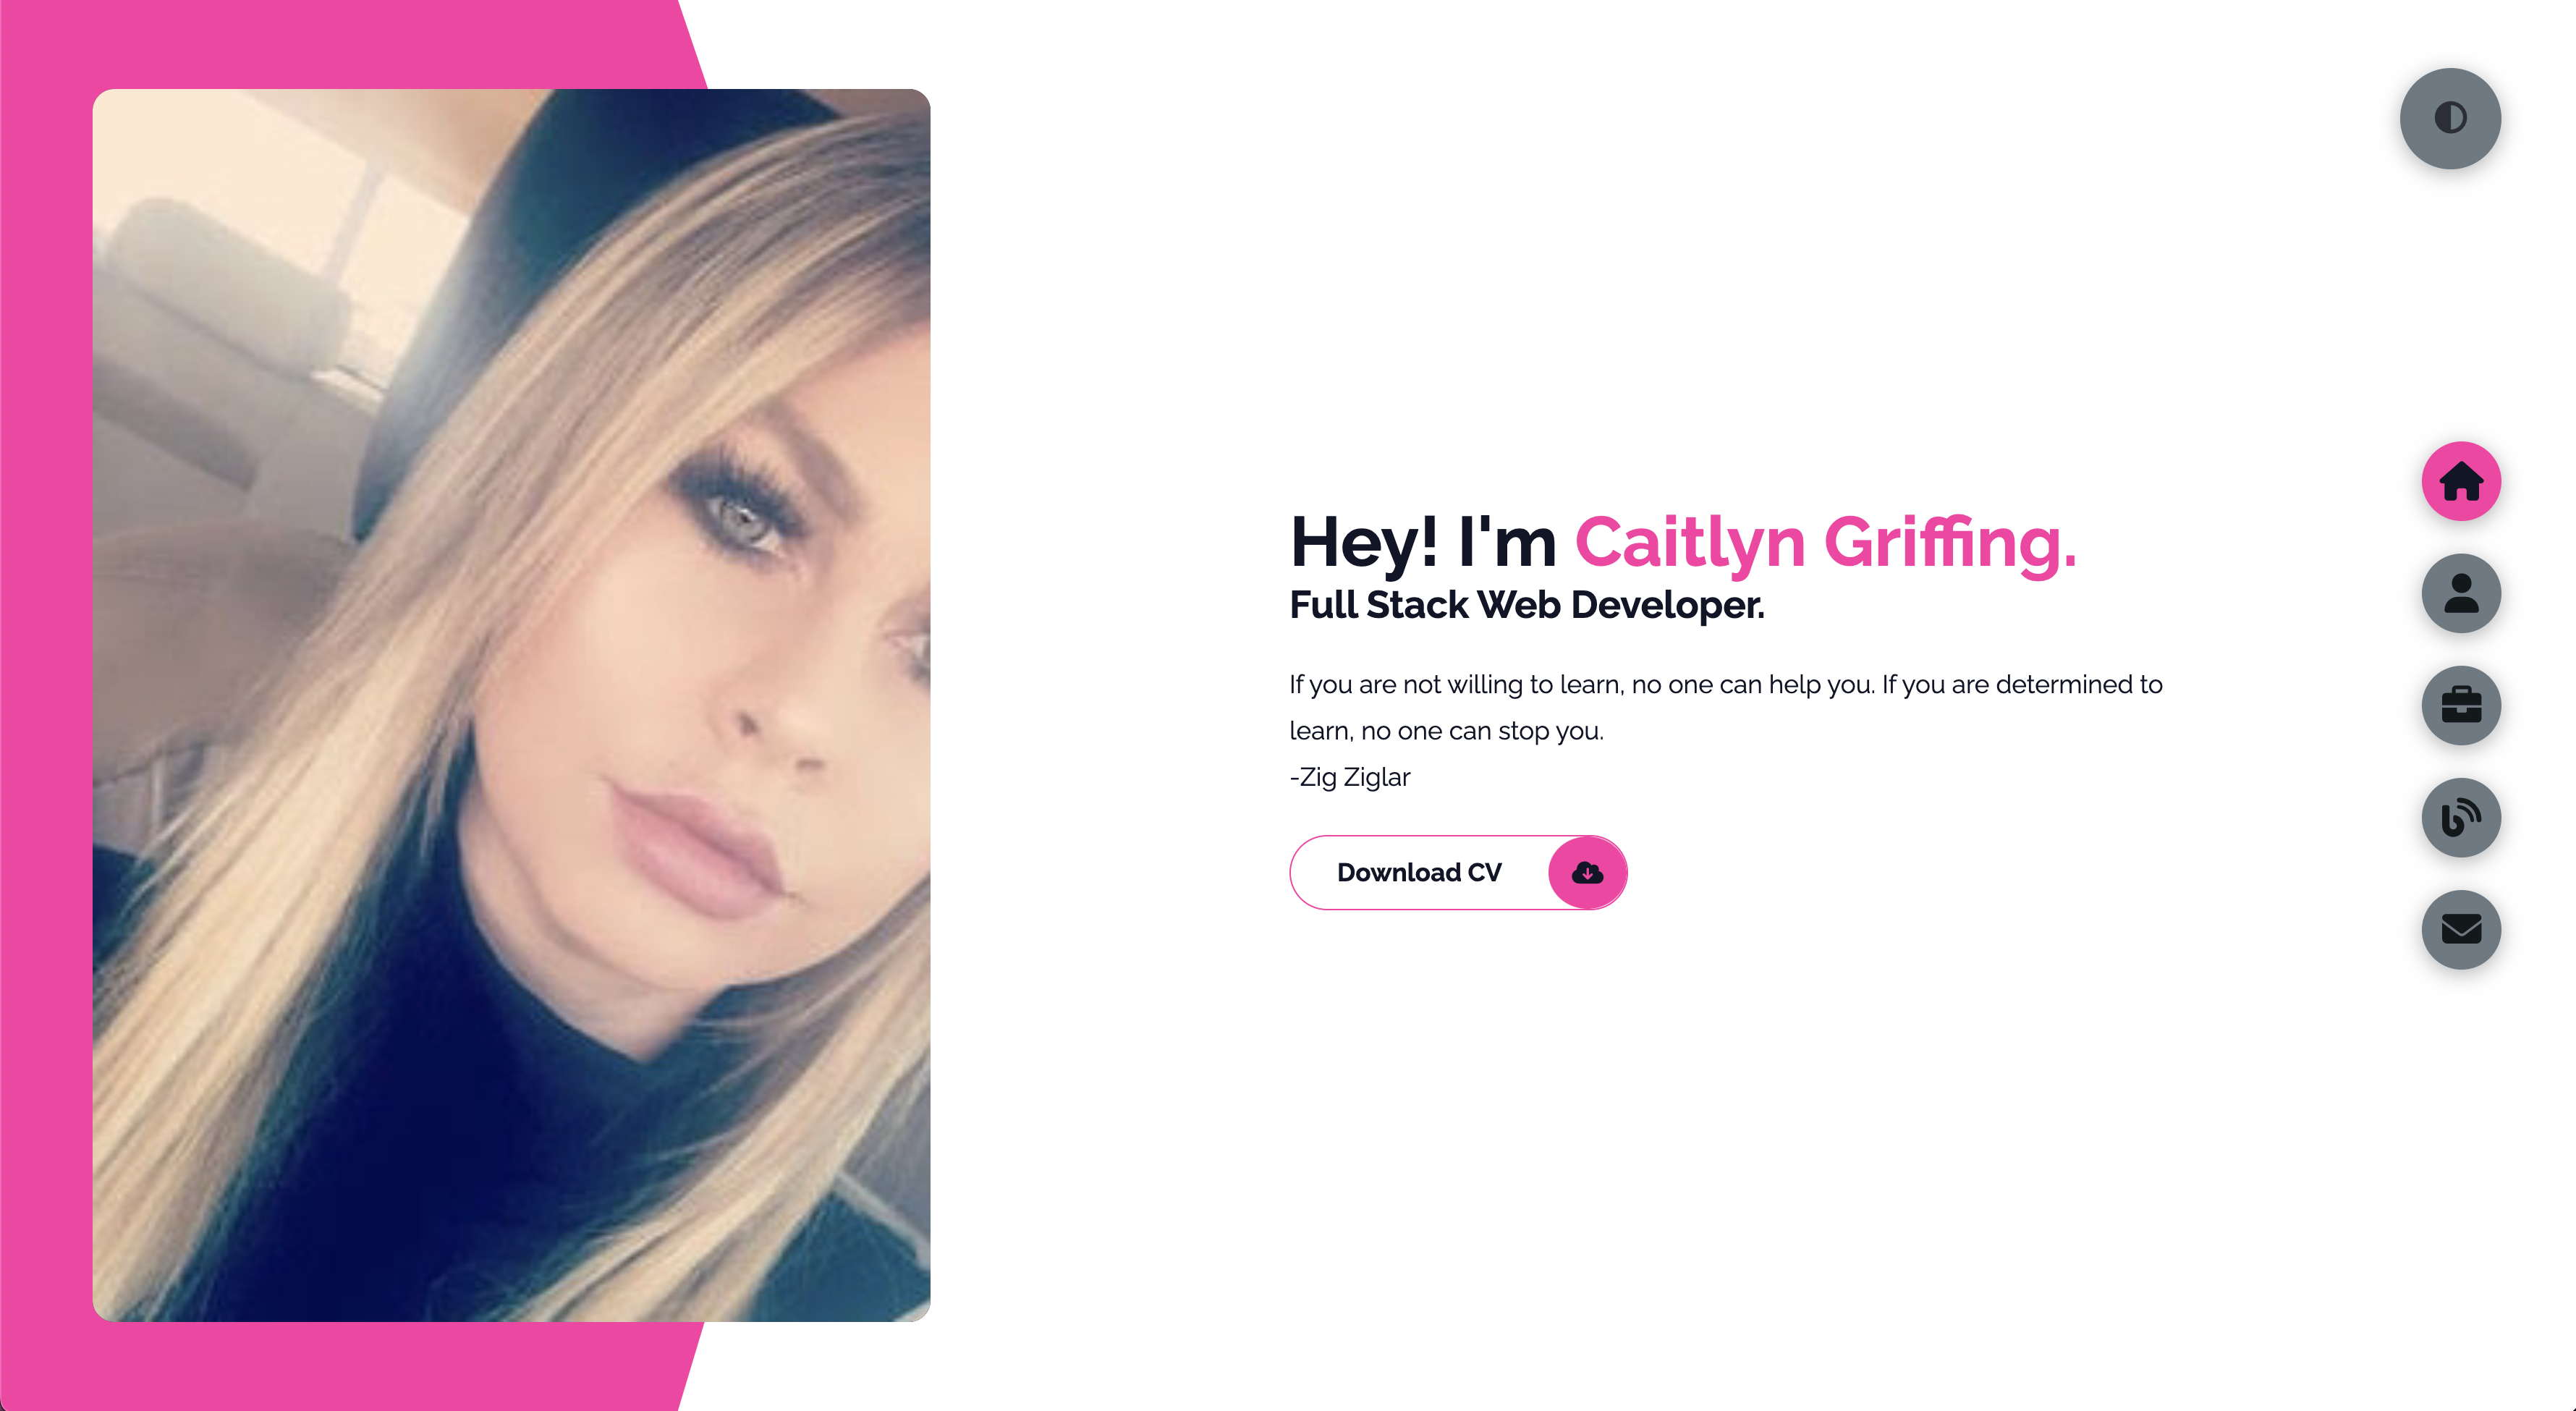 Hey! I'm Caitlyn Griffing.
Full Stack Web Developer.
If you are not willing to learn, no one can help you. If you are determined to
learn, no one can stop you.
-Zig Ziglar
Download CV